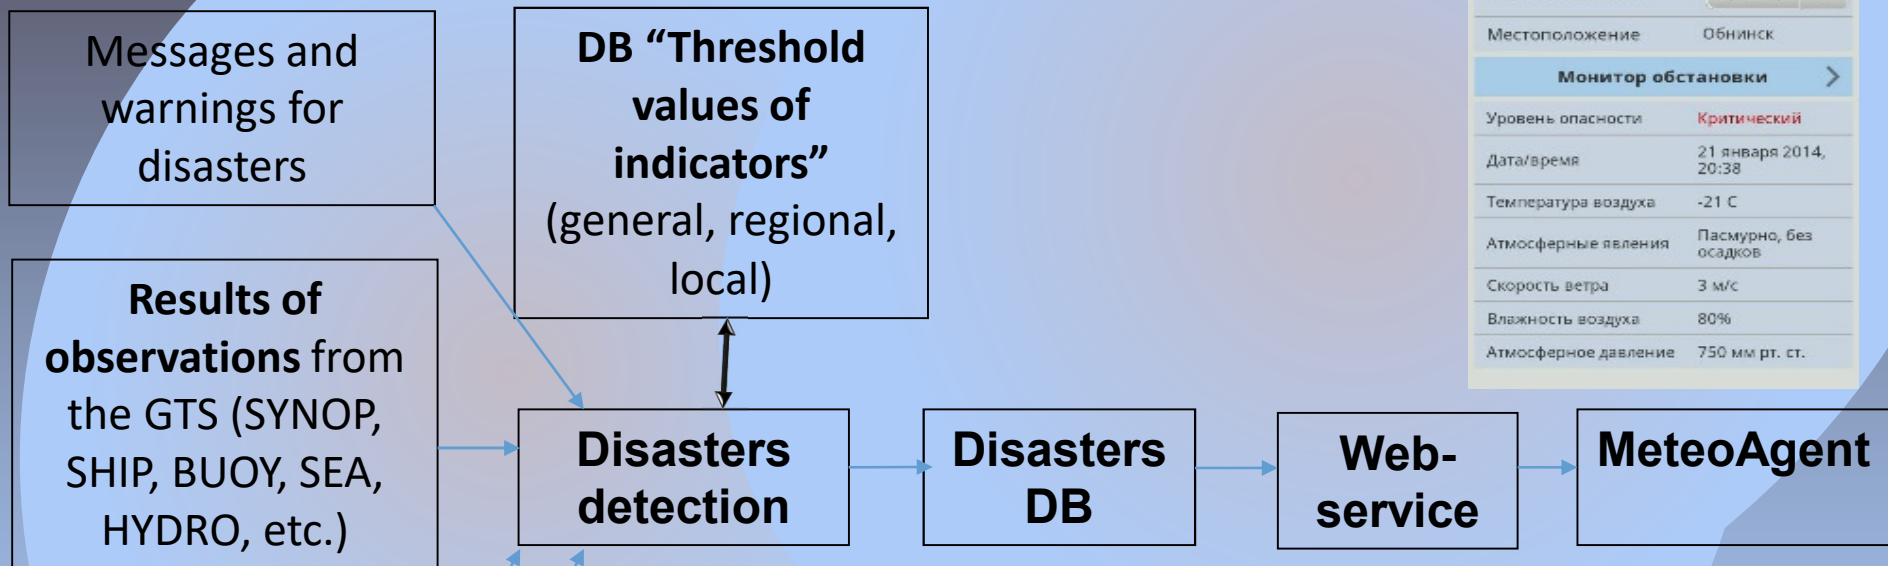 Messages and
warnings for
disasters
DB “Threshold
values of
indicators”
(general, regional,
local)
Results of
observations from
the GTS (SYNOP,
SHIP, BUOY, SEA,
HYDRO, etc.)
Disasters
detection
Disasters
DB
Web-
service
MeteoAgent
Местоположение Обнинск
Монитор обстановки
Уровень опасности Критический
Дата/время 21 января 2014,
20:38
Температура воздуха -21 С
Атмосферные явления Пасмурно, без
осадков
Скорость ветра 3 м/с
Влажность воздуха 80%
Атмосферное давление 750 мм рт. ст.